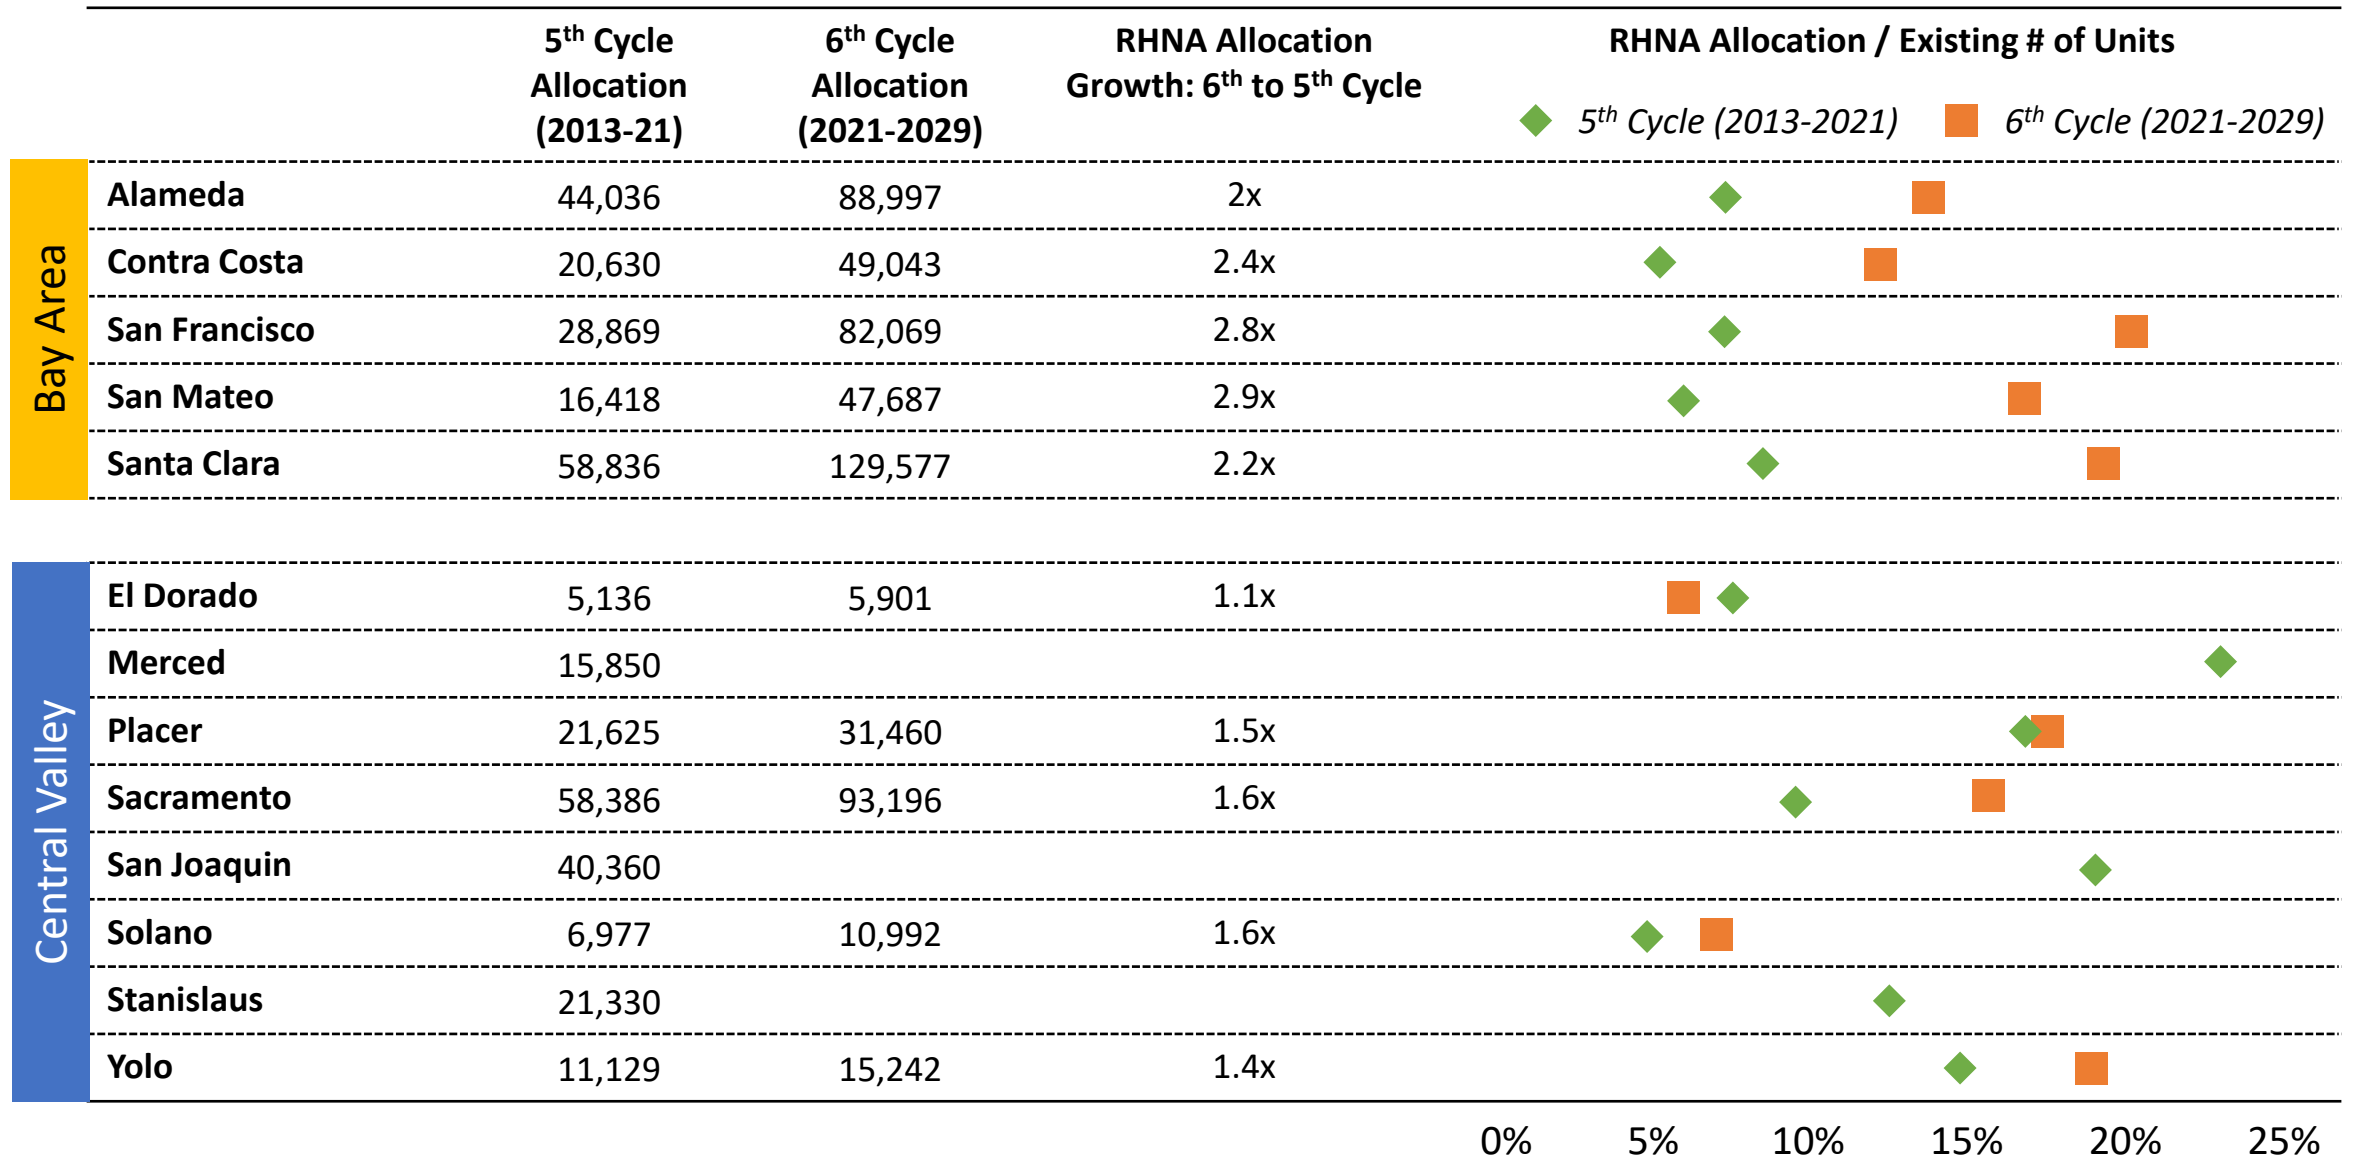 5th Cycle Allocation (2013-21)
6th Cycle Allocation (2021-2029)
RHNA Allocation Growth: 6th to 5th Cycle
RHNA Allocation / Existing # of Units
5th Cycle (2013-2021) 6th Cycle (2021-2029)
Bay Area
Alameda 44,036 88,997 2x
Contra Costa 20,630 49,043 2.4x
San Francisco 28,869 82,069 2.8x
San Mateo 16,418 47,687 2.9x
Santa Clara 58,836 129,577 2.2x
Central Valley
El Dorado 5,136 5,901 1.1x
Merced 15,850
Placer 21,625 31,460 1.5x
Sacramento 58,386 93,196 1.6x
San Joaquin 40,360
Solano 6,977 10,992 1.6x
Stanislaus 21,330
Yolo 11,129 15,242 1.4x
0% 5% 10% 15% 20% 25%